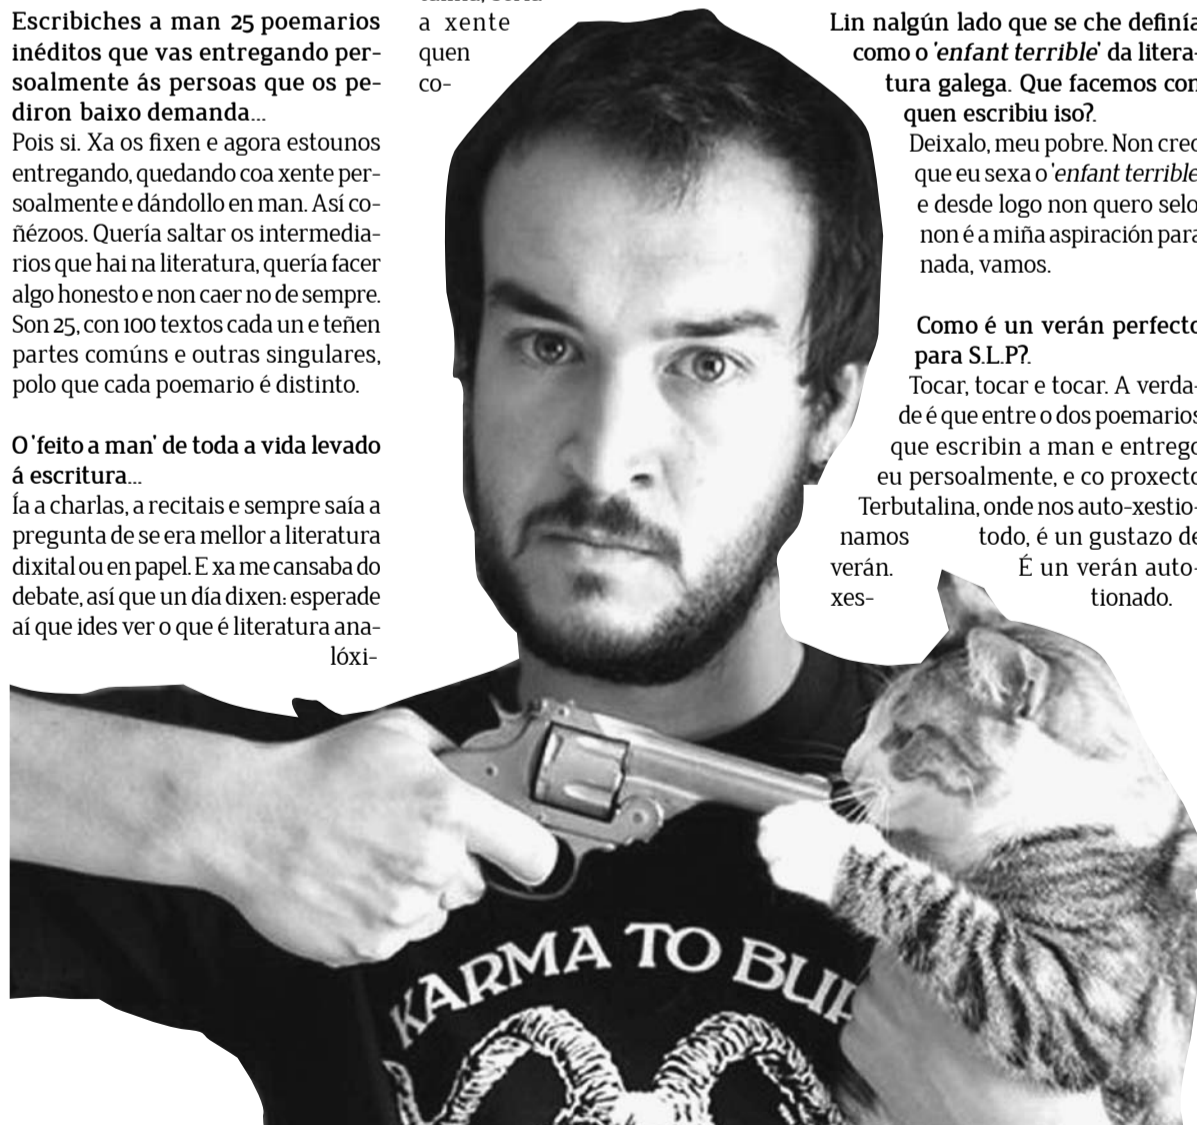 Escribiches a man 25 poemarios
inéditos que vas entregando per-
soalmente ás persoas que os pe-
diron baixo demanda...
Pois si. Xa os fixen e agora estounos
entregando, quedando coa xente per-
soalmente e dándollo en man. Así co-
ñézoos. Quería saltar os intermedia-
rios que hai na literatura, quería facer
algo honesto e non caer no de sempre.
Son 25, con 100 textos cada un e teñen
partes comúns e outras singulares,
polo que cada poemario é distinto.
O 'feito a man' de toda a vida levado
á escritura...
Ía a charlas, a recitais e sempre saía a
pregunta de se era mellor a literatura
dixital ou en papel. E xa me cansaba do
debate, así que un día dixen: esperade
aí que ides ver o que é literatura ana-
lóxi-
a xente
quen
co-
Lin nalgún lado que se che definía
como o 'enfant terrible' da litera-
tura galega. Que facemos con
quen escribiu iso?.
Deixalo, meu pobre. Non creo
que eu sexa o 'enfant terrible
e desde logo non quero selo
non é a miña aspiración para
nada, vamos.
Como é un verán perfecto
para S.L.P?.
Tocar, tocar e tocar. A verda-
de é que entre o dos poemarios
que escribin a man e entrego
eu persoalmente, e co proxecto
Terbutalina, onde nos auto-xestio-
namos todo, é un gustazo de
verán. É un verán auto-
xes- tionado.
KARMA TO BU